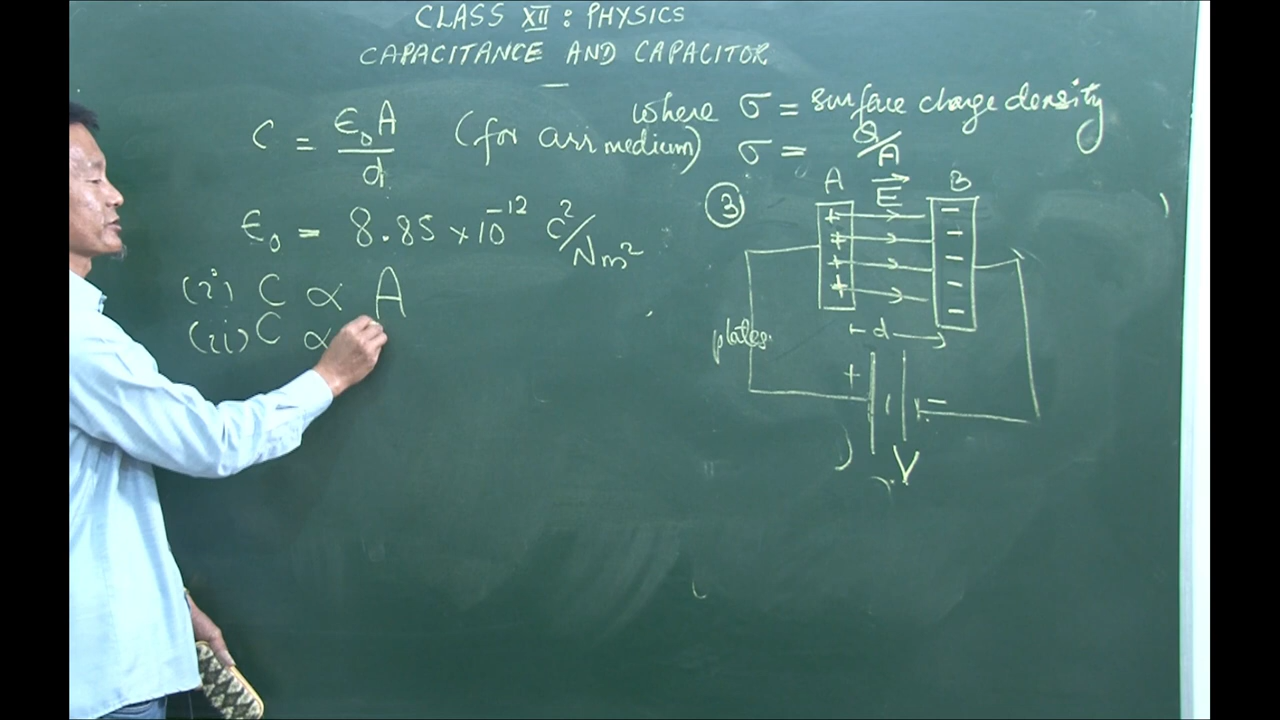 CLASS XII : PHYSICS
CAPACITANCE AND CAPACITOR
C = ε₀A/d (for air medium)
where σ = surface charge density
σ = Q/A
ε₀ = 8.85 × 10⁻¹² C²/Nm²
(i) C ∝ A
(ii) C ∝
③
A E⃗ B
+ −
+ −
+ −
+ −
−
d
plates
+ −
V